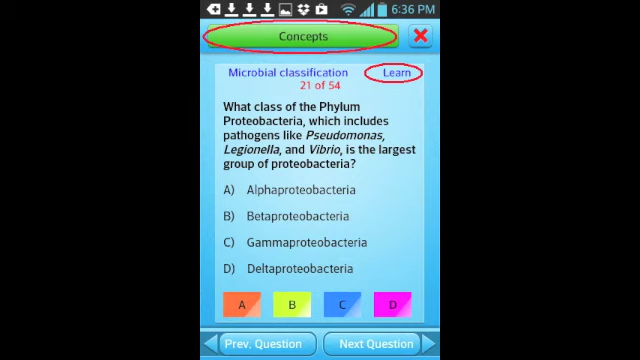 6:36 PM
Concepts
Microbial classification Learn
21 of 54
What class of the Phylum
Proteobacteria, which includes
pathogens like Pseudomonas,
Legionella, and Vibrio, is the largest
group of proteobacteria?
A) Alphaproteobacteria
B) Betaproteobacteria
C) Gammaproteobacteria
D) Deltaproteobacteria
A B C D
Prev. Question Next Question